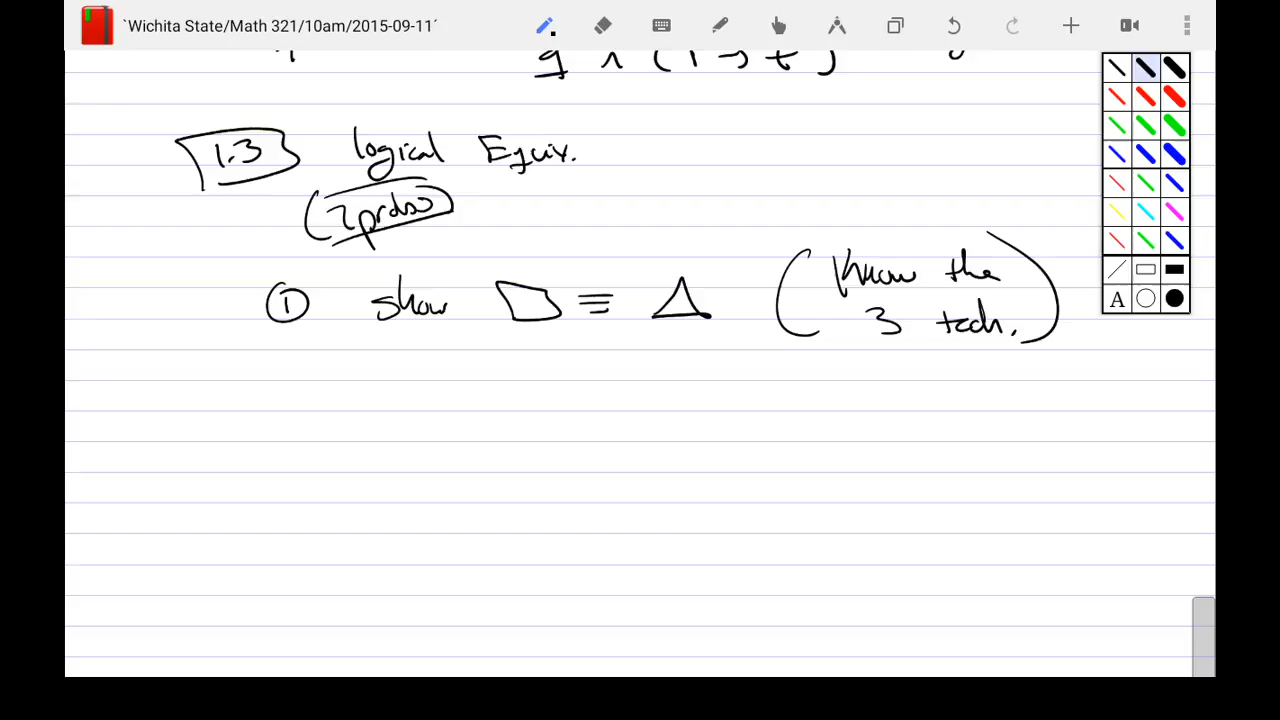 `Wichita State/Math 321/10am/2015-09-11´
q ∧ (r → t)
1.3 logical Equiv.
(2 probs)
① show ▱ ≡ △ (Know the
3 tech.)
A